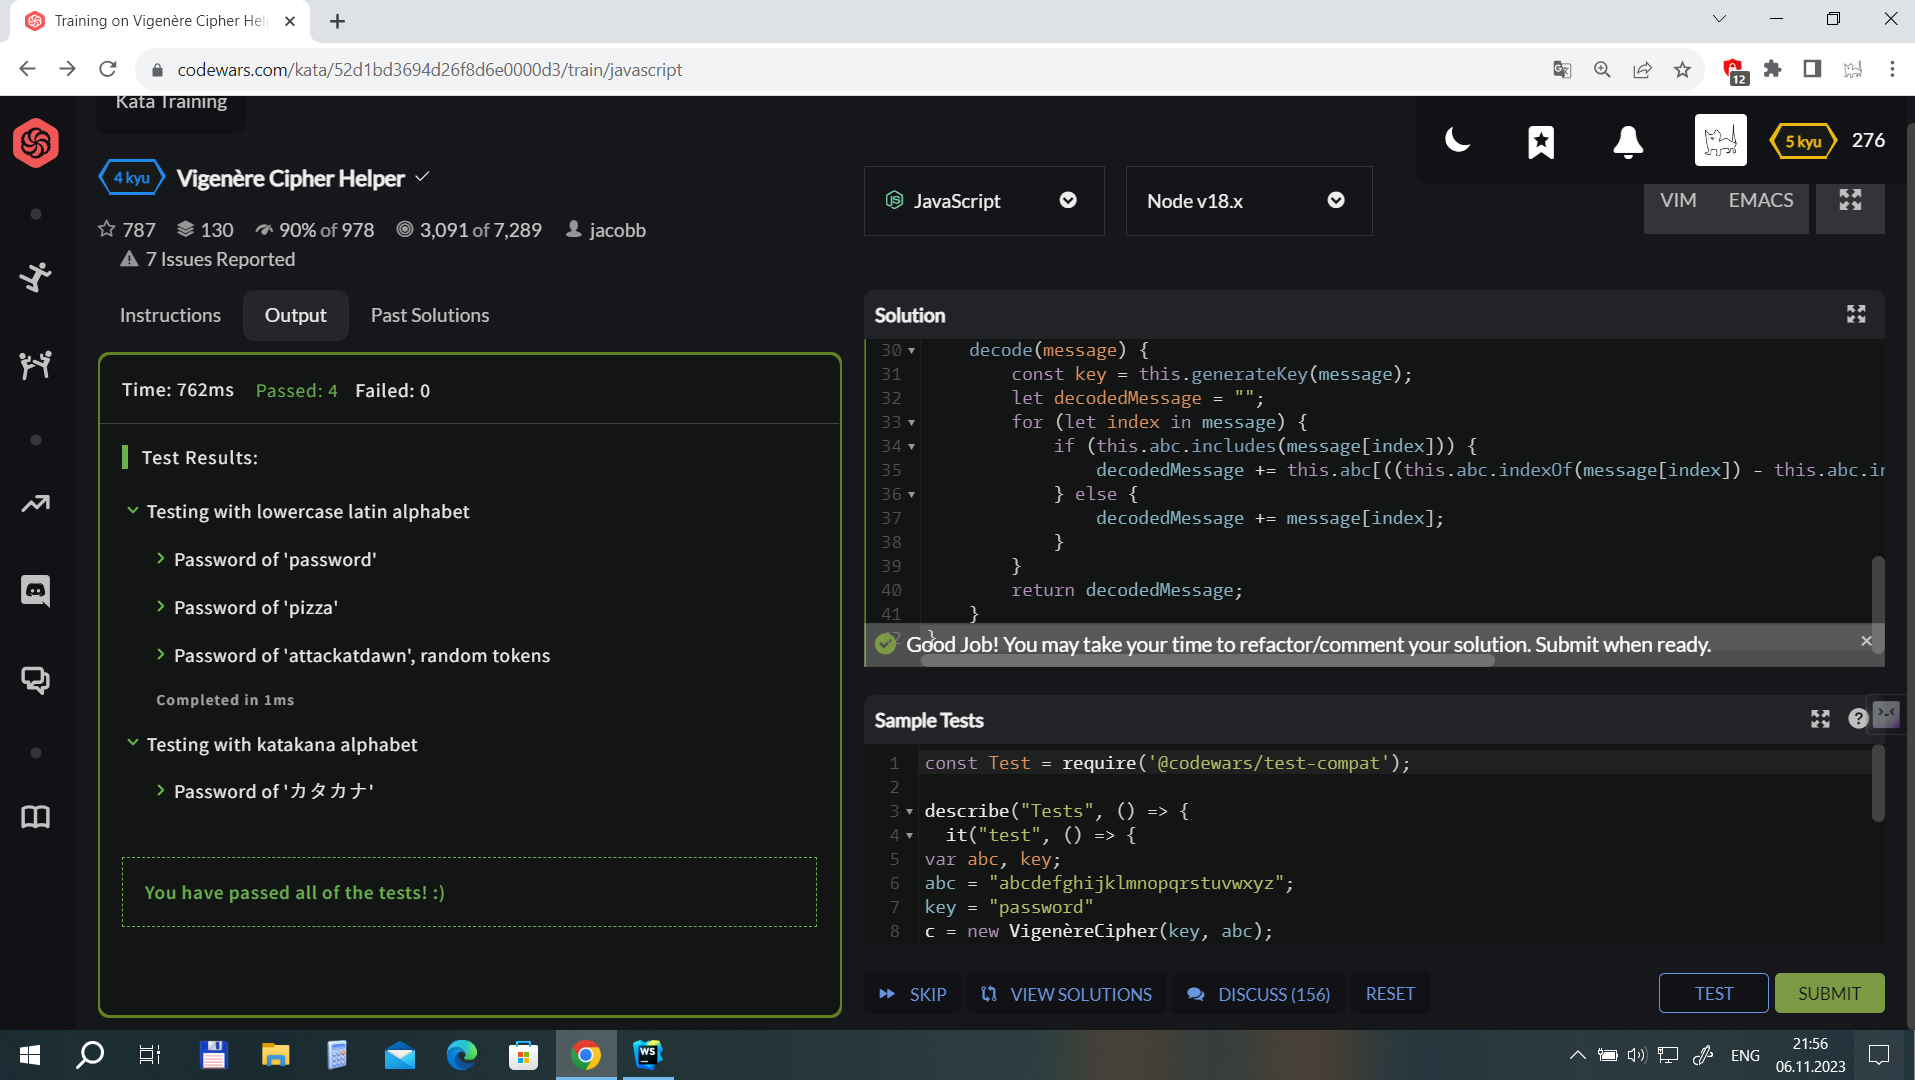 Training on Vigenère Cipher Hel
codewars.com/kata/52d1bd3694d26f8d6e0000d3/train/javascript
12
Kata Training
5 kyu
276
4 kyu
Vigenère Cipher Helper
JavaScript
Node v18.x
VIM
EMACS
787
130
90% of 978
3,091 of 7,289
jacobb
7 Issues Reported
Instructions
Output
Past Solutions
Time: 762ms
Passed: 4
Failed: 0
Test Results:
Testing with lowercase latin alphabet
Password of 'password'
Password of 'pizza'
Password of 'attackatdawn', random tokens
Completed in 1ms
Testing with katakana alphabet
Password of 'カタカナ'
You have passed all of the tests! :)
Solution
30 decode(message) {
31 const key = this.generateKey(message);
32 let decodedMessage = "";
33 for (let index in message) {
34 if (this.abc.includes(message[index])) {
35 decodedMessage += this.abc[((this.abc.indexOf(message[index]) - this.abc.in
36 } else {
37 decodedMessage += message[index];
38 }
39 }
40 return decodedMessage;
41 }
42 }
Good Job! You may take your time to refactor/comment your solution. Submit when ready.
Sample Tests
1 const Test = require('@codewars/test-compat');
2
3 describe("Tests", () => {
4 it("test", () => {
5 var abc, key;
6 abc = "abcdefghijklmnopqrstuvwxyz";
7 key = "password"
8 c = new VigenèreCipher(key, abc);
SKIP
VIEW SOLUTIONS
DISCUSS (156)
RESET
TEST
SUBMIT
WS
ENG
21:56
06.11.2023